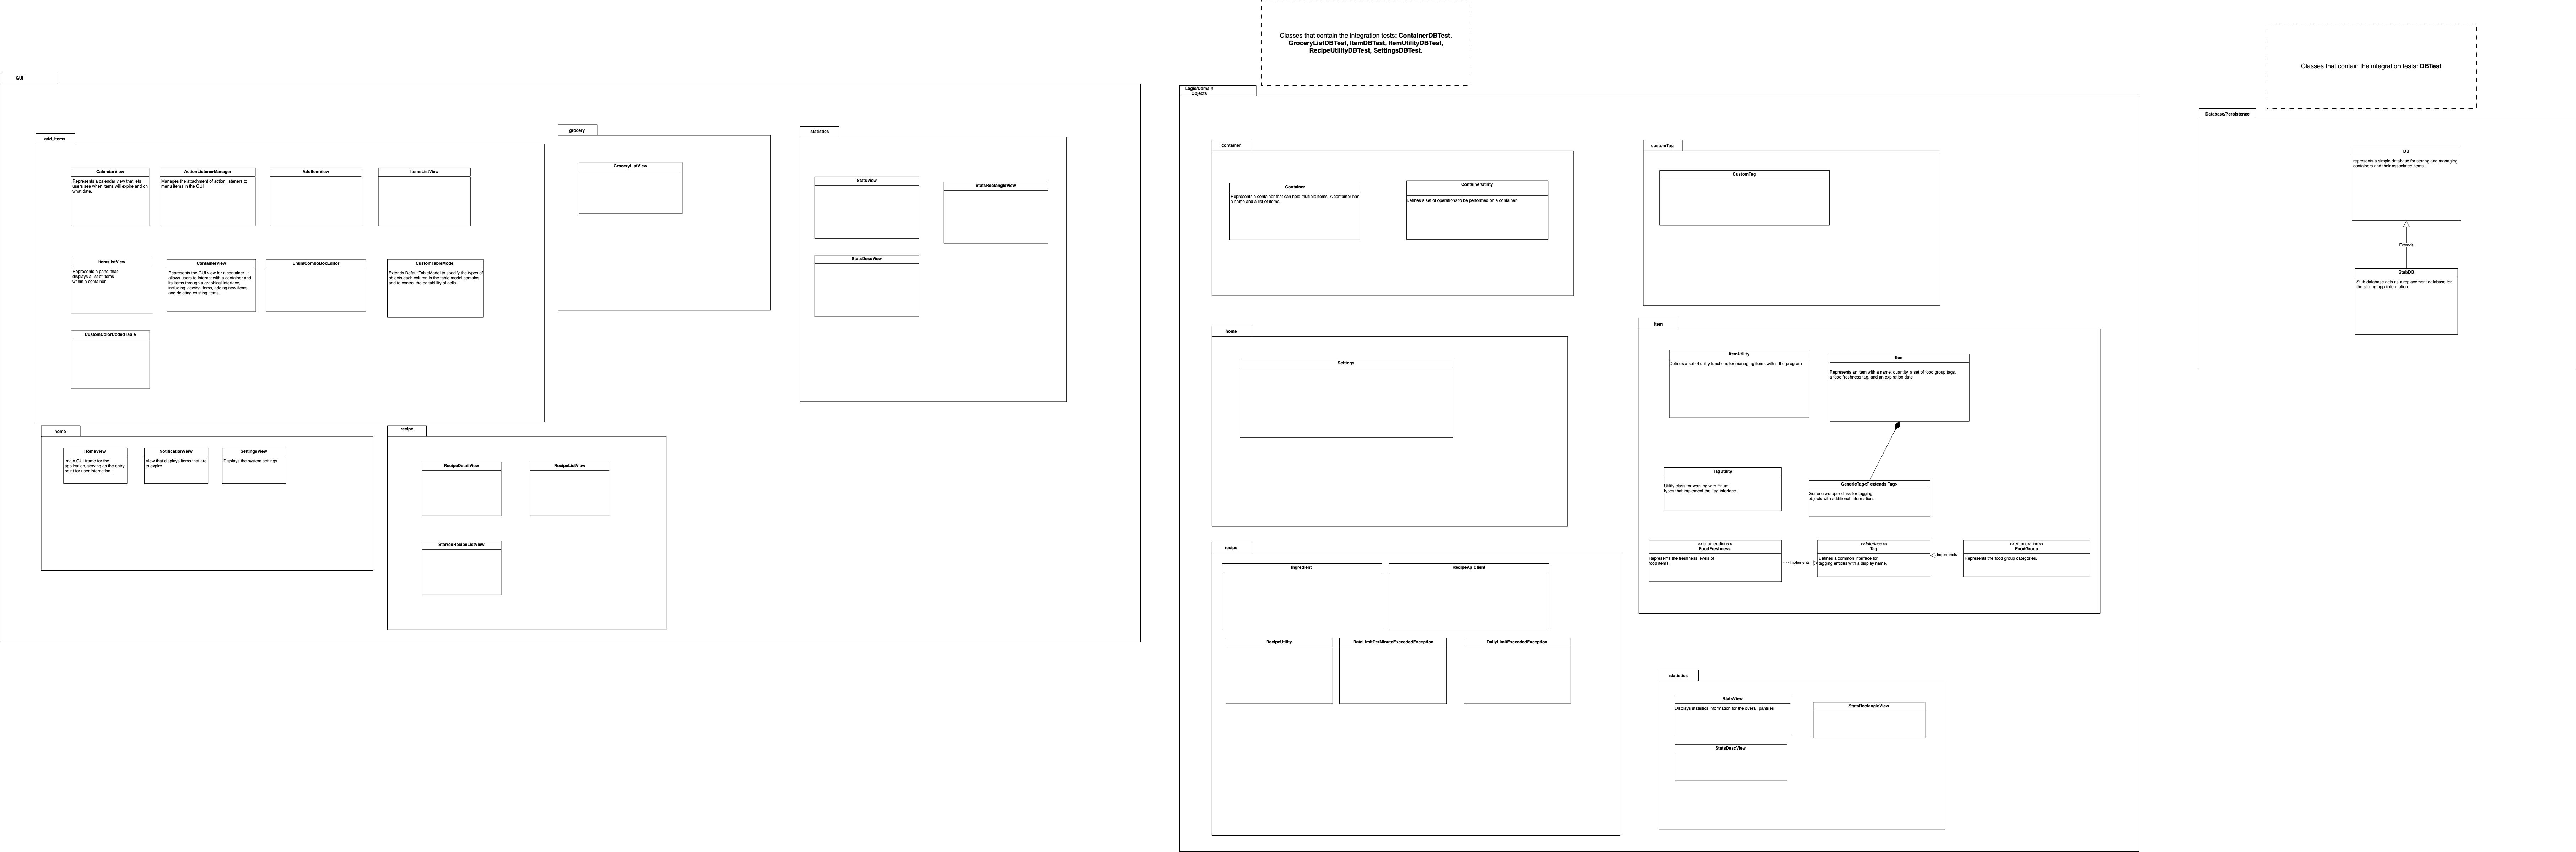 GUI
add_items
CalendarView
Represents a calendar view that lets
users see when items will expire and on
what date.
ActionListenerManager
Manages the attachment of action listeners to
menu items in the GUI
AddItemView
ItemsListView
ItemslistView
Represents a panel that
displays a list of items
within a container.
ContainerView
Represents the GUI view for a container. It
allows users to interact with a container and
its items through a graphical interface,
including viewing items, adding new items,
and deleting existing items.
EnumComboBoxEditor
CustomTableModel
Extends DefaultTableModel to specify the types of
objects each column in the table model contains,
and to control the editability of cells.
CustomColorCodedTable
grocery
GroceryListView
statistics
StatsView
StatsRectangleView
StatsDescView
home
HomeView
main GUI frame for the
application, serving as the entry
point for user interaction.
NotificationView
View that displays items that are
to expire
SettingsView
Displays the system settings
recipe
RecipeDetailView
RecipeListView
StarredRecipeListView
Classes that contain the integration tests: ContainerDBTest,
GroceryListDBTest, ItemDBTest, ItemUtilityDBTest,
RecipeUtilityDBTest, SettingsDBTest.
Logic/Domain
Objects
container
Container
Represents a container that can hold multiple items. A container has
a name and a list of items.
ContainerUtility
Defines a set of operations to be performed on a container
customTag
CustomTag
home
Settings
item
ItemUtility
Defines a set of utility functions for managing items within the program
Item
Represents an item with a name, quantity, a set of food group tags,
a food freshness tag, and an expiration date
TagUtility
Utility class for working with Enum
types that implement the Tag interface.
GenericTag<T extends Tag>
Generic wrapper class for tagging
objects with additional information.
<<enumeration>>
FoodFreshness
Represents the freshness levels of
food items.
Implements
<<interface>>
Tag
Defines a common interface for
tagging entities with a display name.
Implements
<<enumeration>>
FoodGroup
Represents the food group categories.
recipe
Ingredient
RecipeApiClient
RecipeUtility
RateLimitPerMinuteExceededException
DailyLimitExceededException
statistics
StatsView
Displays statistics information for the overall pantries
StatsRectangleView
StatsDescView
Classes that contain the integration tests: DBTest
Database/Persistence
DB
represents a simple database for storing and managing
containers and their associated items.
Extends
StubDB
Stub database acts as a replacement database for
the storing app information